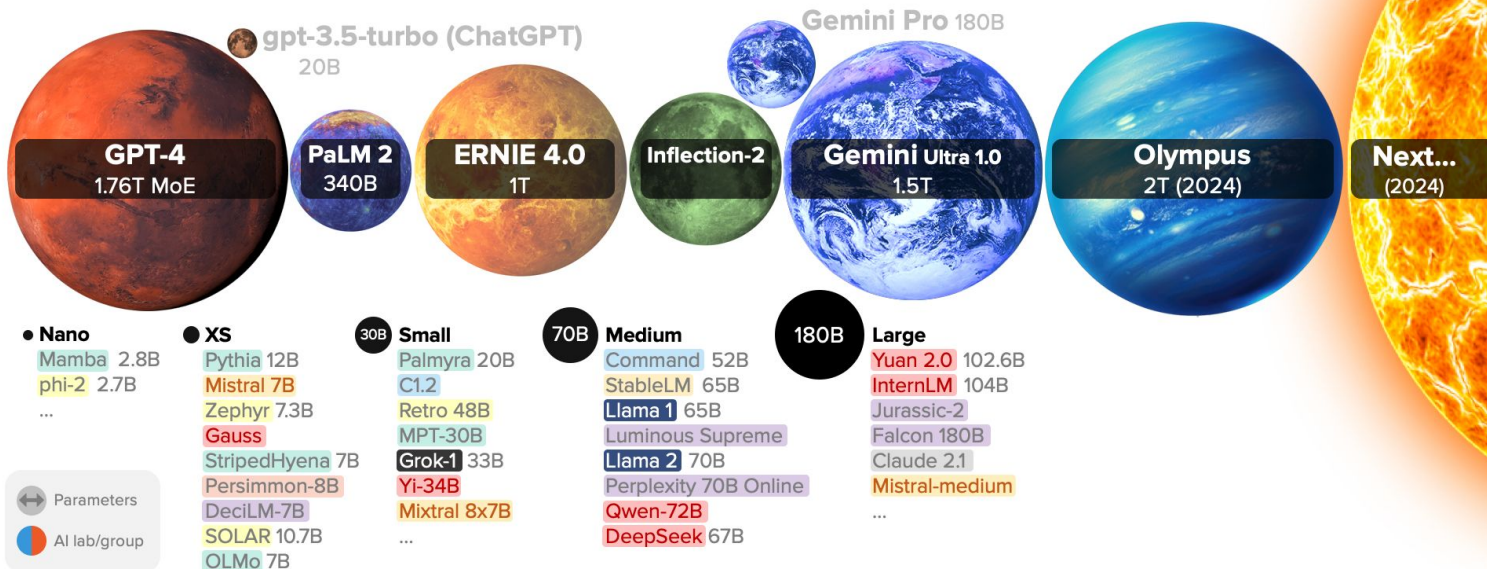 gpt-3.5-turbo (ChatGPT)
20B
Gemini Pro 180B
GPT-4
1.76T MoE
PaLM 2
340B
ERNIE 4.0
1T
Inflection-2
Gemini Ultra 1.0
1.5T
Olympus
2T (2024)
Next...
(2024)
Nano
Mamba 2.8B
phi-2 2.7B
...
XS
Pythia 12B
Mistral 7B
Zephyr 7.3B
Gauss
StripedHyena 7B
Persimmon-8B
DeciLM-7B
SOLAR 10.7B
OLMo 7B
30B Small
Palmyra 20B
C1.2
Retro 48B
MPT-30B
Grok-1 33B
Yi-34B
Mixtral 8x7B
...
70B Medium
Command 52B
StableLM 65B
Llama 1 65B
Luminous Supreme
Llama 2 70B
Perplexity 70B Online
Qwen-72B
DeepSeek 67B
180B Large
Yuan 2.0 102.6B
InternLM 104B
Jurassic-2
Falcon 180B
Claude 2.1
Mistral-medium
...
Parameters
AI lab/group